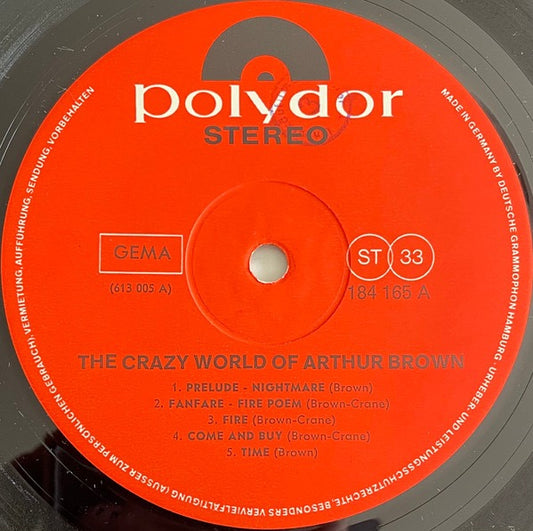 polydor
STEREO
GEMA
(613 005 A)
ST 33
184 165 A
THE CRAZY WORLD OF ARTHUR BROWN
1. PRELUDE - NIGHTMARE (Brown)
2. FANFARE - FIRE POEM (Brown-Crane)
3. FIRE (Brown-Crane)
4. COME AND BUY (Brown-Crane)
5. TIME (Brown)
MADE IN GERMANY BY DEUTSCHE GRAMMOPHON HAMBURG · URHEBER- UND LEISTUNGSSCHUTZRECHTE, BESONDERS VERVIELFÄLTIGUNG (AUSSER ZUM PERSÖNLICHEN GEBRAUCH), VERMIETUNG, AUFFÜHRUNG, SENDUNG, VORBEHALTEN